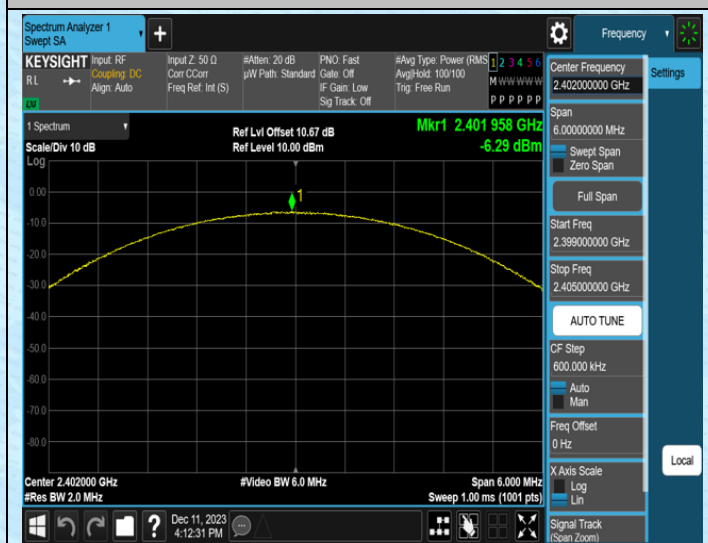 Spectrum Analyzer 1
Swept SA
Frequency
KEYSIGHT
RL
LXI
Input: RF
Coupling: DC
Align: Auto
Input Z: 50 Ω
Corr CCorr
Freq Ref: Int (S)
#Atten: 20 dB
µW Path: Standard
PNO: Fast
Gate: Off
IF Gain: Low
Sig Track: Off
#Avg Type: Power (RMS
Avg|Hold: 100/100
Trig: Free Run
1 2 3 4 5 6
M W W W W W
P P P P P P
1 Spectrum
Scale/Div 10 dB
Log
Ref Lvl Offset 10.67 dB
Ref Level 10.00 dBm
Mkr1 2.401 958 GHz
-6.29 dBm
1
0.00
-10.0
-20.0
-30.0
-40.0
-50.0
-60.0
-70.0
-80.0
Center 2.402000 GHz
#Res BW 2.0 MHz
#Video BW 6.0 MHz
Span 6.000 MHz
Sweep 1.00 ms (1001 pts)
Dec 11, 2023
4:12:31 PM
Center Frequency
2.402000000 GHz
Span
6.00000000 MHz
Swept Span
Zero Span
Full Span
Start Freq
2.399000000 GHz
Stop Freq
2.405000000 GHz
AUTO TUNE
CF Step
600.000 kHz
Auto
Man
Freq Offset
0 Hz
X Axis Scale
Log
Lin
Signal Track
(Span Zoom)
Settings
Local